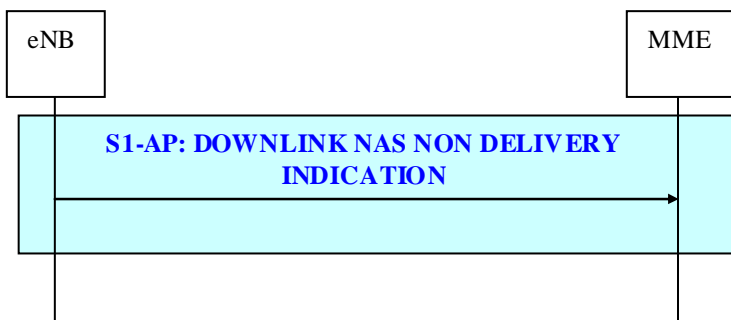 eNB
MME
S1-AP: DOWNLINK NAS NON DELIVERY
INDICATION